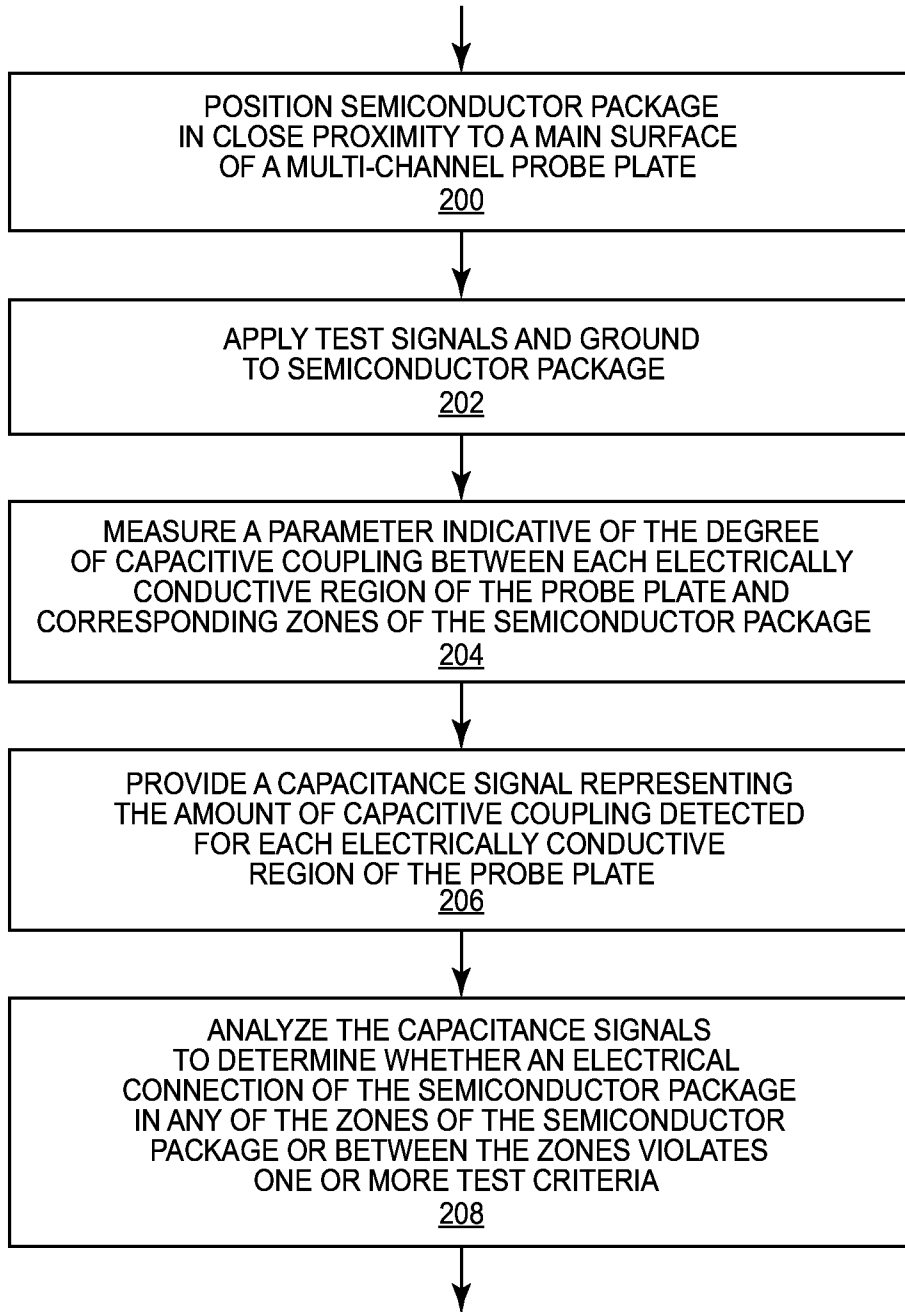 POSITION SEMICONDUCTOR PACKAGE
IN CLOSE PROXIMITY TO A MAIN SURFACE
OF A MULTI-CHANNEL PROBE PLATE
200
APPLY TEST SIGNALS AND GROUND
TO SEMICONDUCTOR PACKAGE
202
MEASURE A PARAMETER INDICATIVE OF THE DEGREE
OF CAPACITIVE COUPLING BETWEEN EACH ELECTRICALLY
CONDUCTIVE REGION OF THE PROBE PLATE AND
CORRESPONDING ZONES OF THE SEMICONDUCTOR PACKAGE
204
PROVIDE A CAPACITANCE SIGNAL REPRESENTING
THE AMOUNT OF CAPACITIVE COUPLING DETECTED
FOR EACH ELECTRICALLY CONDUCTIVE
REGION OF THE PROBE PLATE
206
ANALYZE THE CAPACITANCE SIGNALS
TO DETERMINE WHETHER AN ELECTRICAL
CONNECTION OF THE SEMICONDUCTOR PACKAGE
IN ANY OF THE ZONES OF THE SEMICONDUCTOR
PACKAGE OR BETWEEN THE ZONES VIOLATES
ONE OR MORE TEST CRITERIA
208